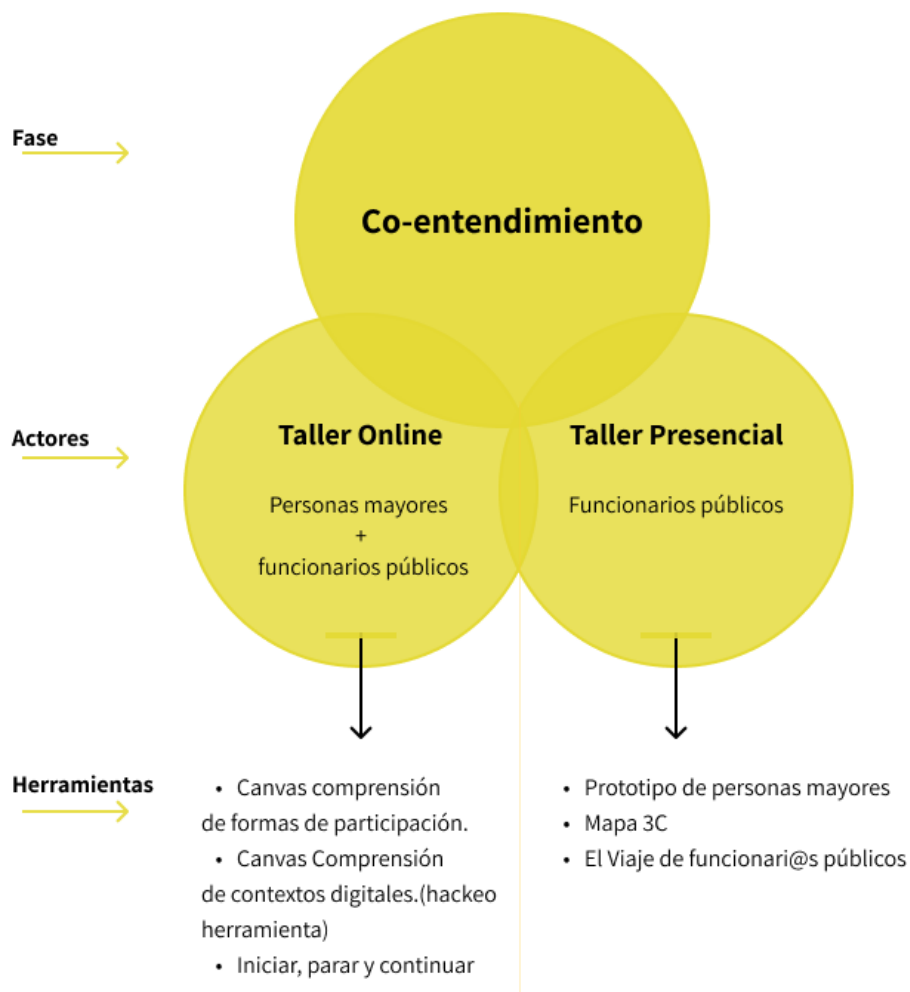 Fase
Co-entendimiento
Actores
Taller Online
Personas mayores
+
funcionarios públicos
Taller Presencial
Funcionarios públicos
Herramientas
• Canvas comprensión
de formas de participación.
• Canvas Comprensión
de contextos digitales.(hackeo
herramienta)
• Iniciar, parar y continuar
• Prototipo de personas mayores
• Mapa 3C
• El Viaje de funcionari@s públicos